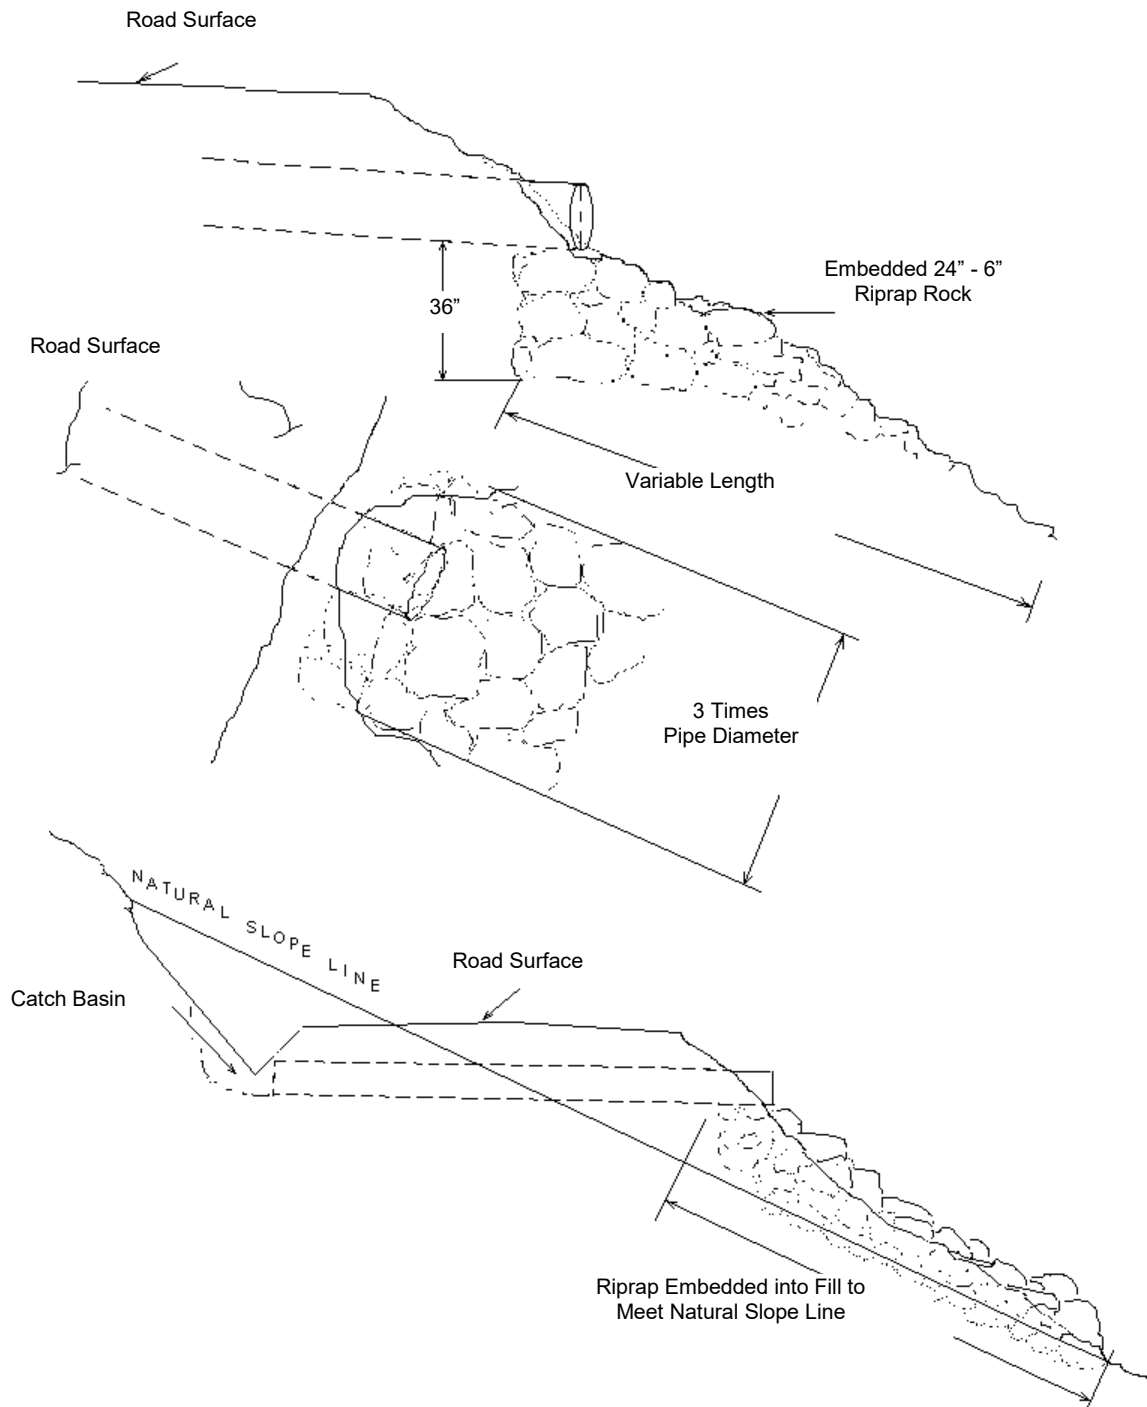 Road Surface
Embedded 24” - 6”
Riprap Rock
36”
Road Surface
Variable Length
3 Times
Pipe Diameter
NATURAL SLOPE LINE
Road Surface
Catch Basin
Riprap Embedded into Fill to
Meet Natural Slope Line